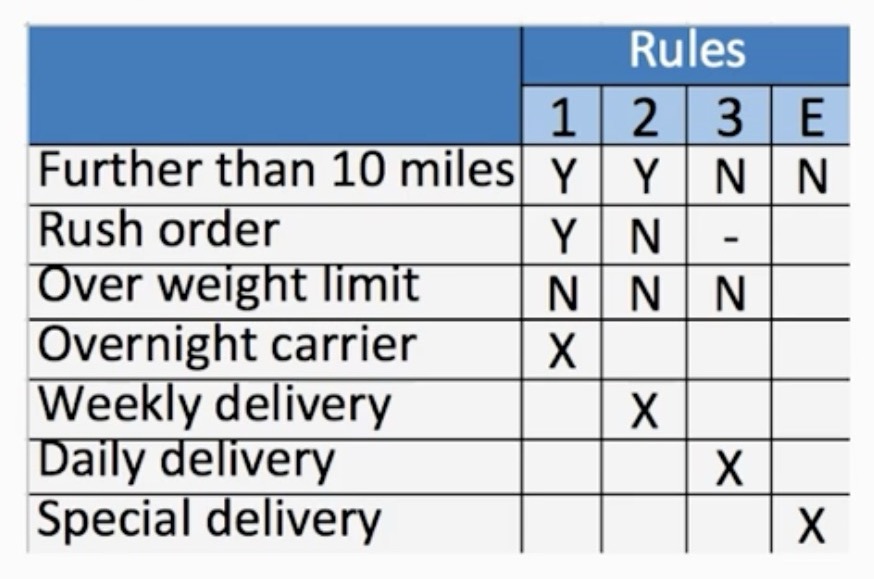 Rules
1 2 3 E
Further than 10 miles Y Y N N
Rush order Y N -
Over weight limit N N N
Overnight carrier X
Weekly delivery X
Daily delivery X
Special delivery X